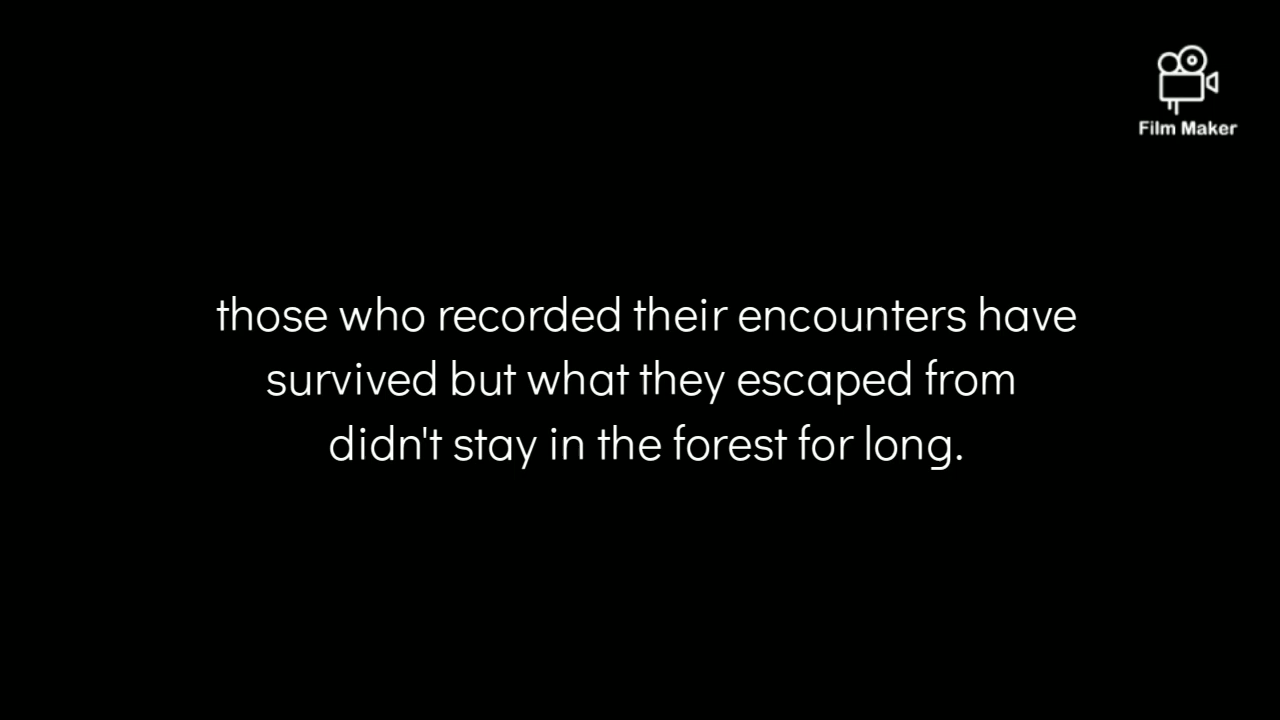 Film Maker
those who recorded their encounters have
survived but what they escaped from
didn't stay in the forest for long.